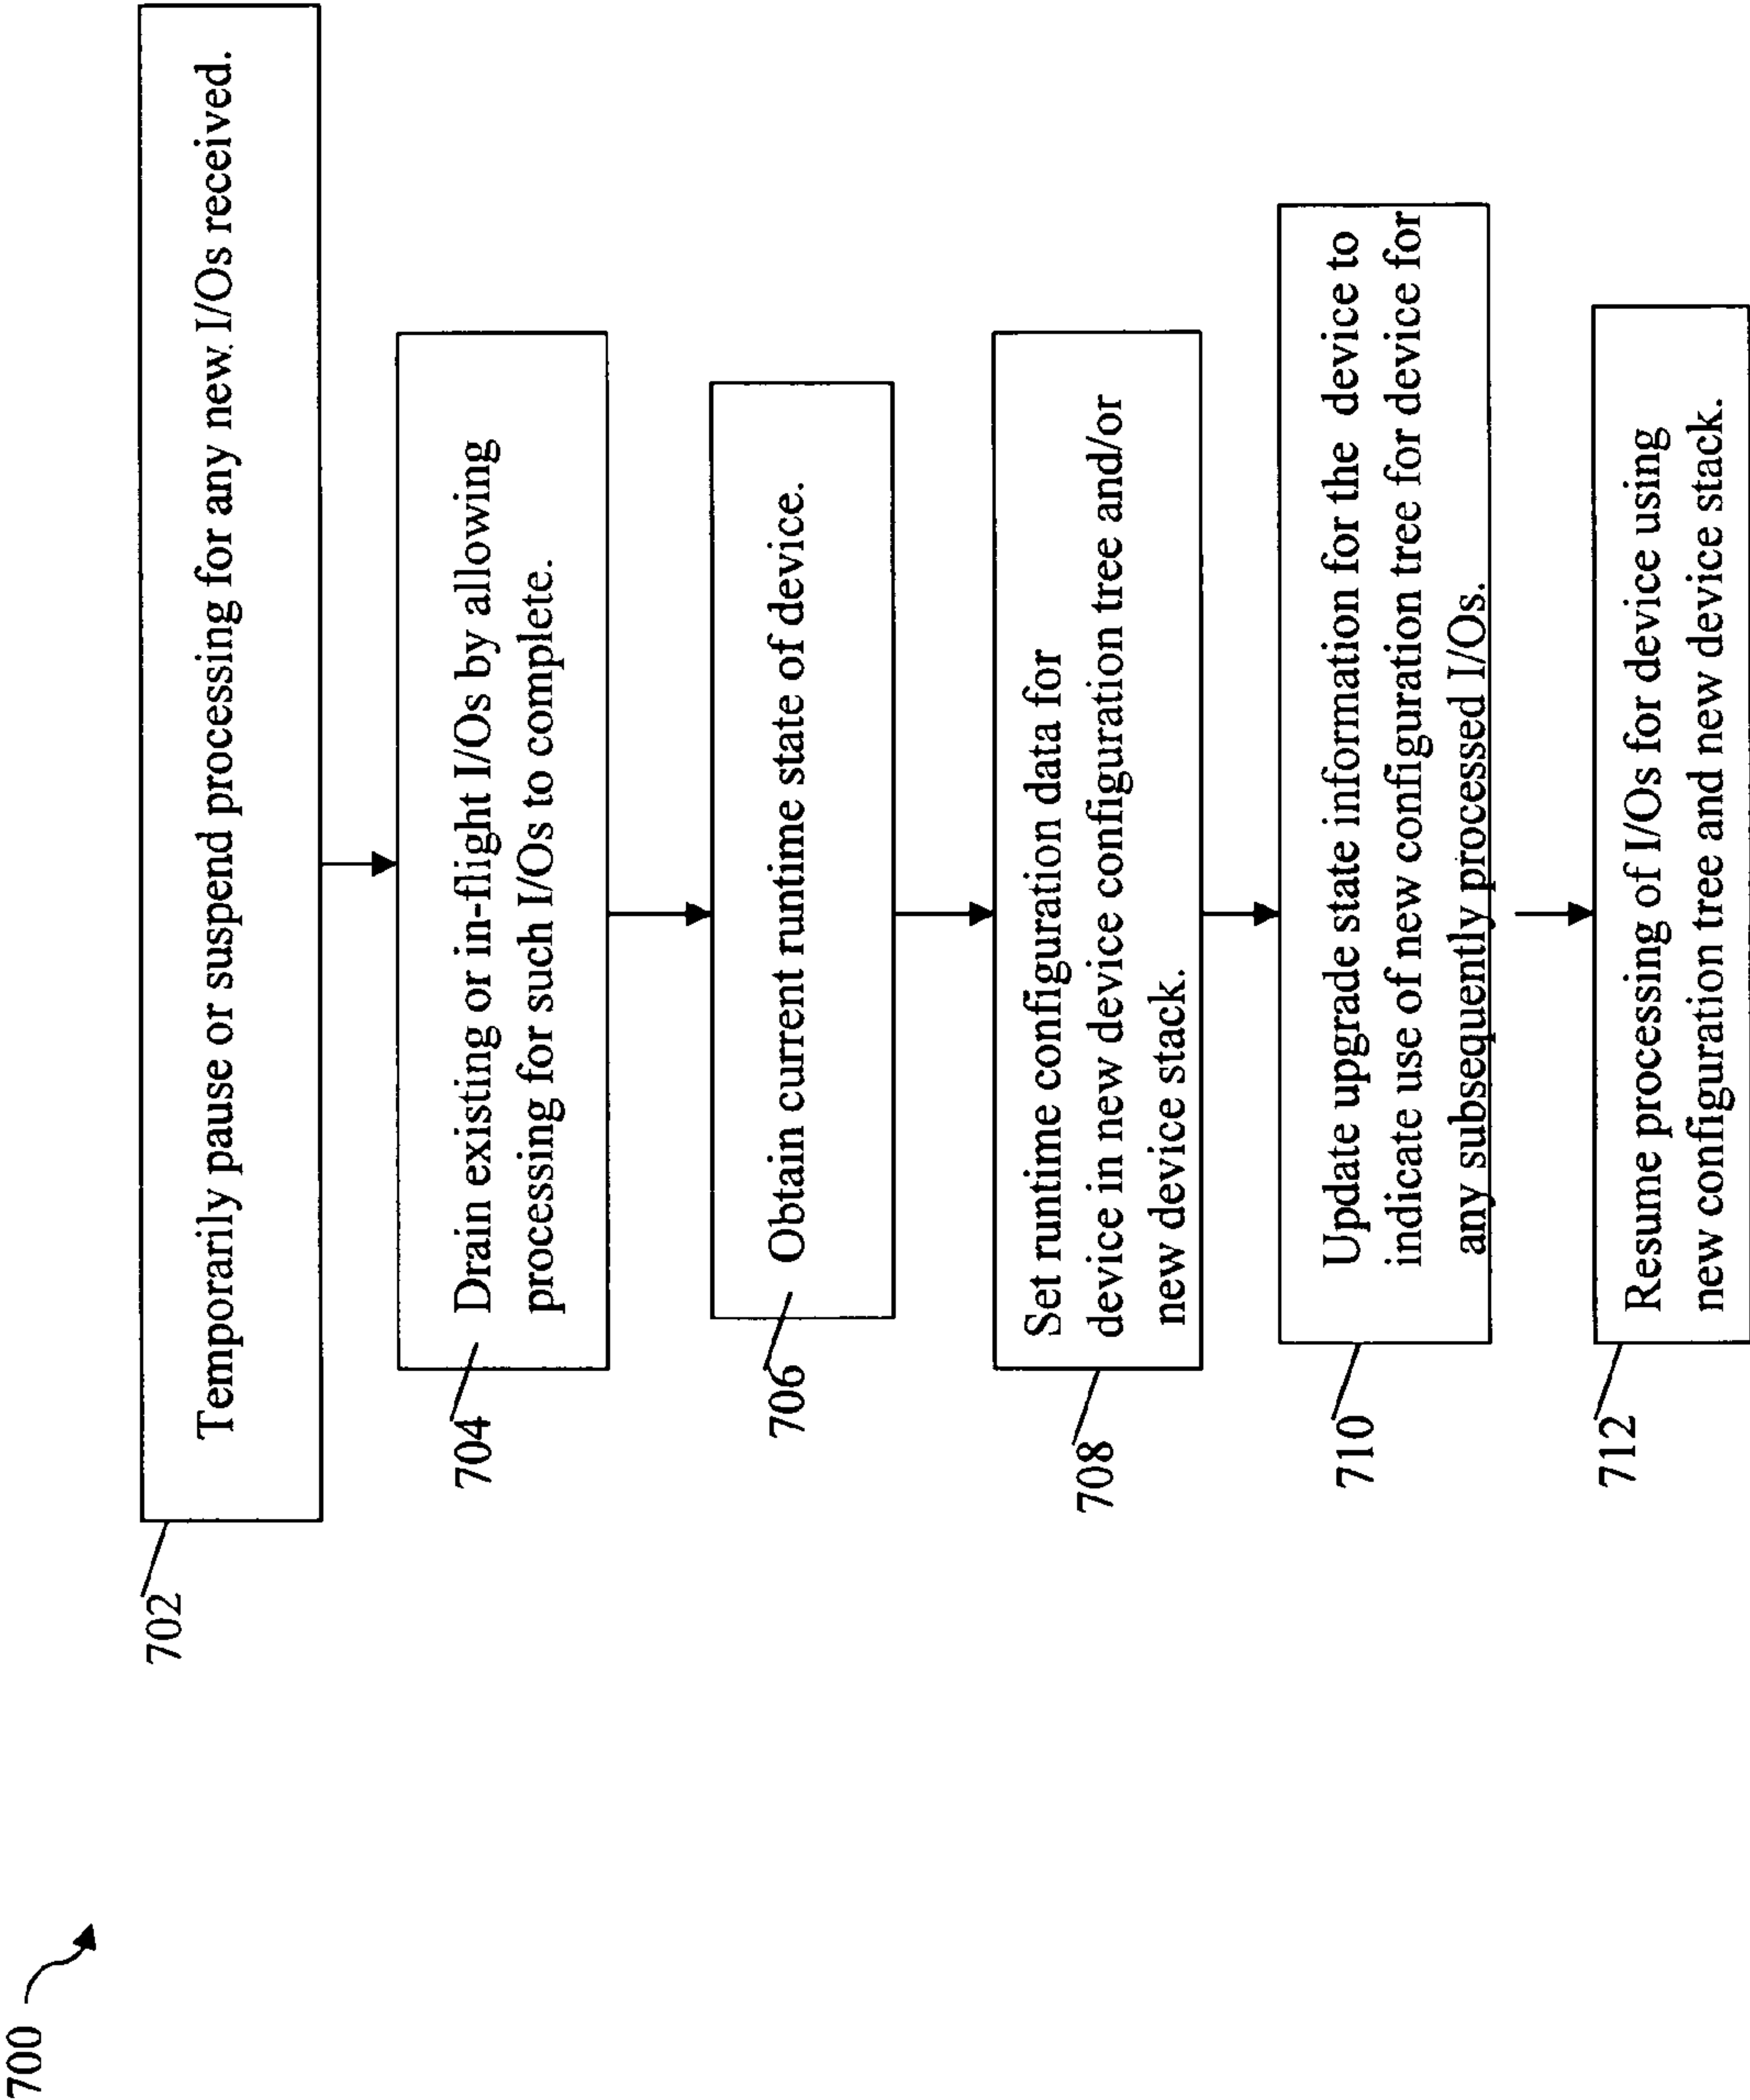 700
702
Temporarily pause or suspend processing for any new. I/Os received.
704
Drain existing or in-flight I/Os by allowing
processing for such I/Os to complete.
706
Obtain current runtime state of device.
708
Set runtime configuration data for
device in new device configuration tree and/or
new device stack.
710
Update upgrade state information for the device to
indicate use of new configuration tree for device for
any subsequently processed I/Os.
712
Resume processing of I/Os for device using
new configuration tree and new device stack.